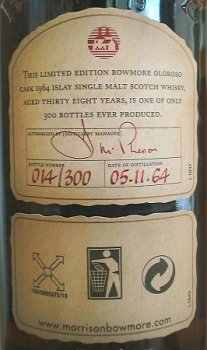 THIS LIMITED EDITION BOWMORE OLOROSO
CASK 1964 ISLAY SINGLE MALT SCOTCH WHISKY,
AGED THIRTY EIGHT YEARS, IS ONE OF ONLY
300 BOTTLES EVER PRODUCED.
AUTHORISED BY (DISTILLERY MANAGER)
BOTTLE NUMBER
014/300
DATE OF DISTILLATION
05-11-64
www.morrisonbowmore.com